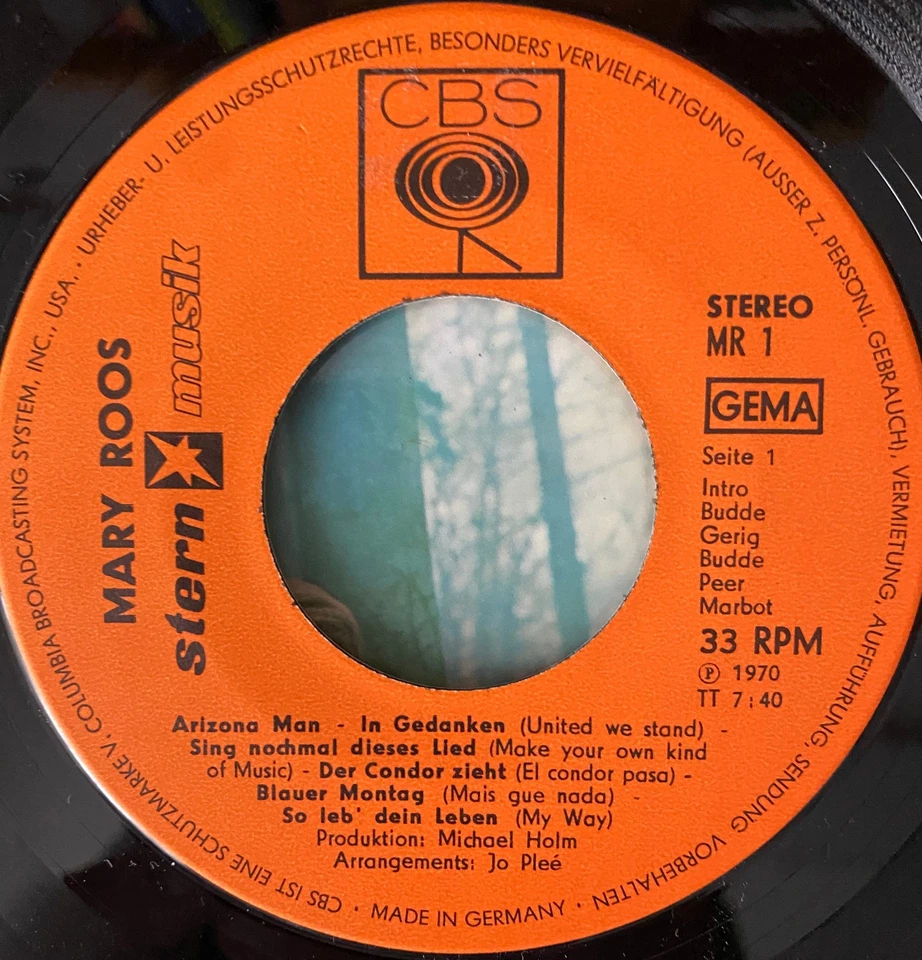 URHEBER- U. LEISTUNGSSCHUTZRECHTE, BESONDERS VERVIELFÄLTIGUNG (AUSSER Z. PERSÖNL. GEBRAUCH), VERMIETUNG, AUFFÜHRUNG, SENDUNG VORBEHALTEN ·
CBS
MARY ROOS
stern musik
STEREO
MR 1
GEMA
Seite 1
Intro
Budde
Gerig
Budde
Peer
Marbot
33 RPM
Ⓟ 1970
TT 7:40
Arizona Man - In Gedanken (United we stand) -
Sing nochmal dieses Lied (Make your own kind
of Music) - Der Condor zieht (El condor pasa) -
Blauer Montag (Mais gue nada) -
So leb' dein Leben (My Way)
Produktion: Michael Holm
Arrangements: Jo Pleé
MADE IN GERMANY ·
CBS IST EINE SCHUTZMARKE V. COLUMBIA BROADCASTING SYSTEM, INC., USA. ·